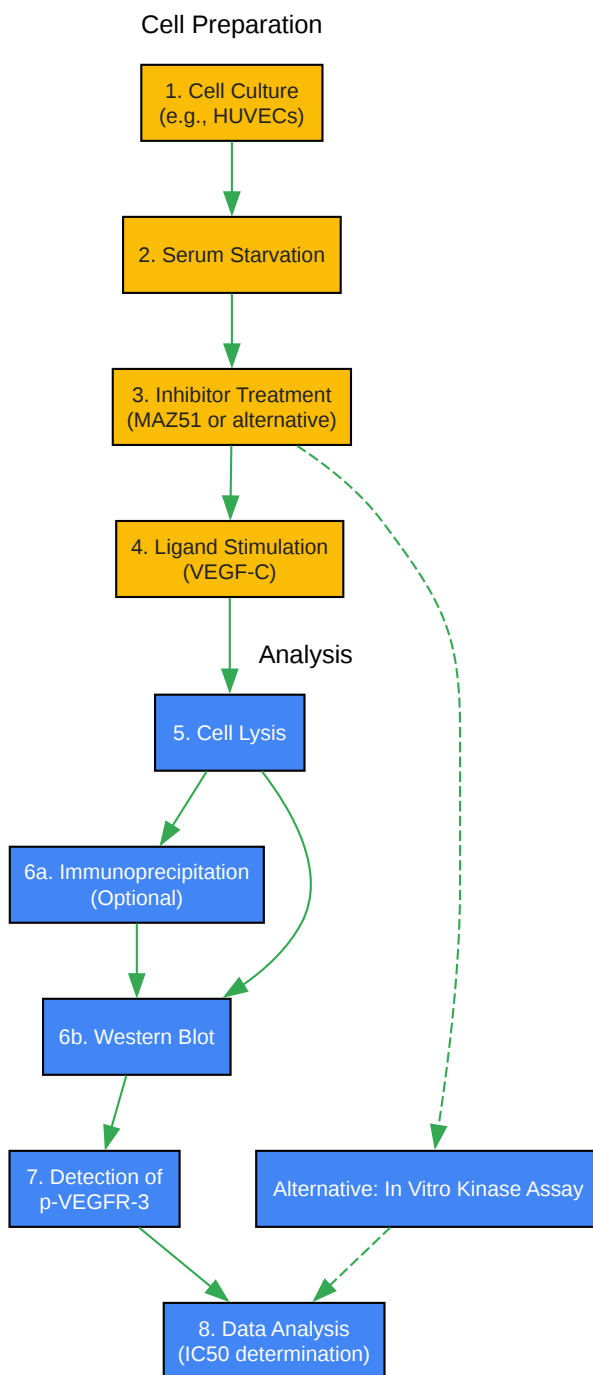 Cell Preparation
1. Cell Culture
(e.g., HUVECs)
2. Serum Starvation
3. Inhibitor Treatment
(MAZ51 or alternative)
4. Ligand Stimulation
(VEGF-C)
Analysis
5. Cell Lysis
6a. Immunoprecipitation
(Optional)
6b. Western Blot
7. Detection of
p-VEGFR-3
Alternative: In Vitro Kinase Assay
8. Data Analysis
(IC50 determination)